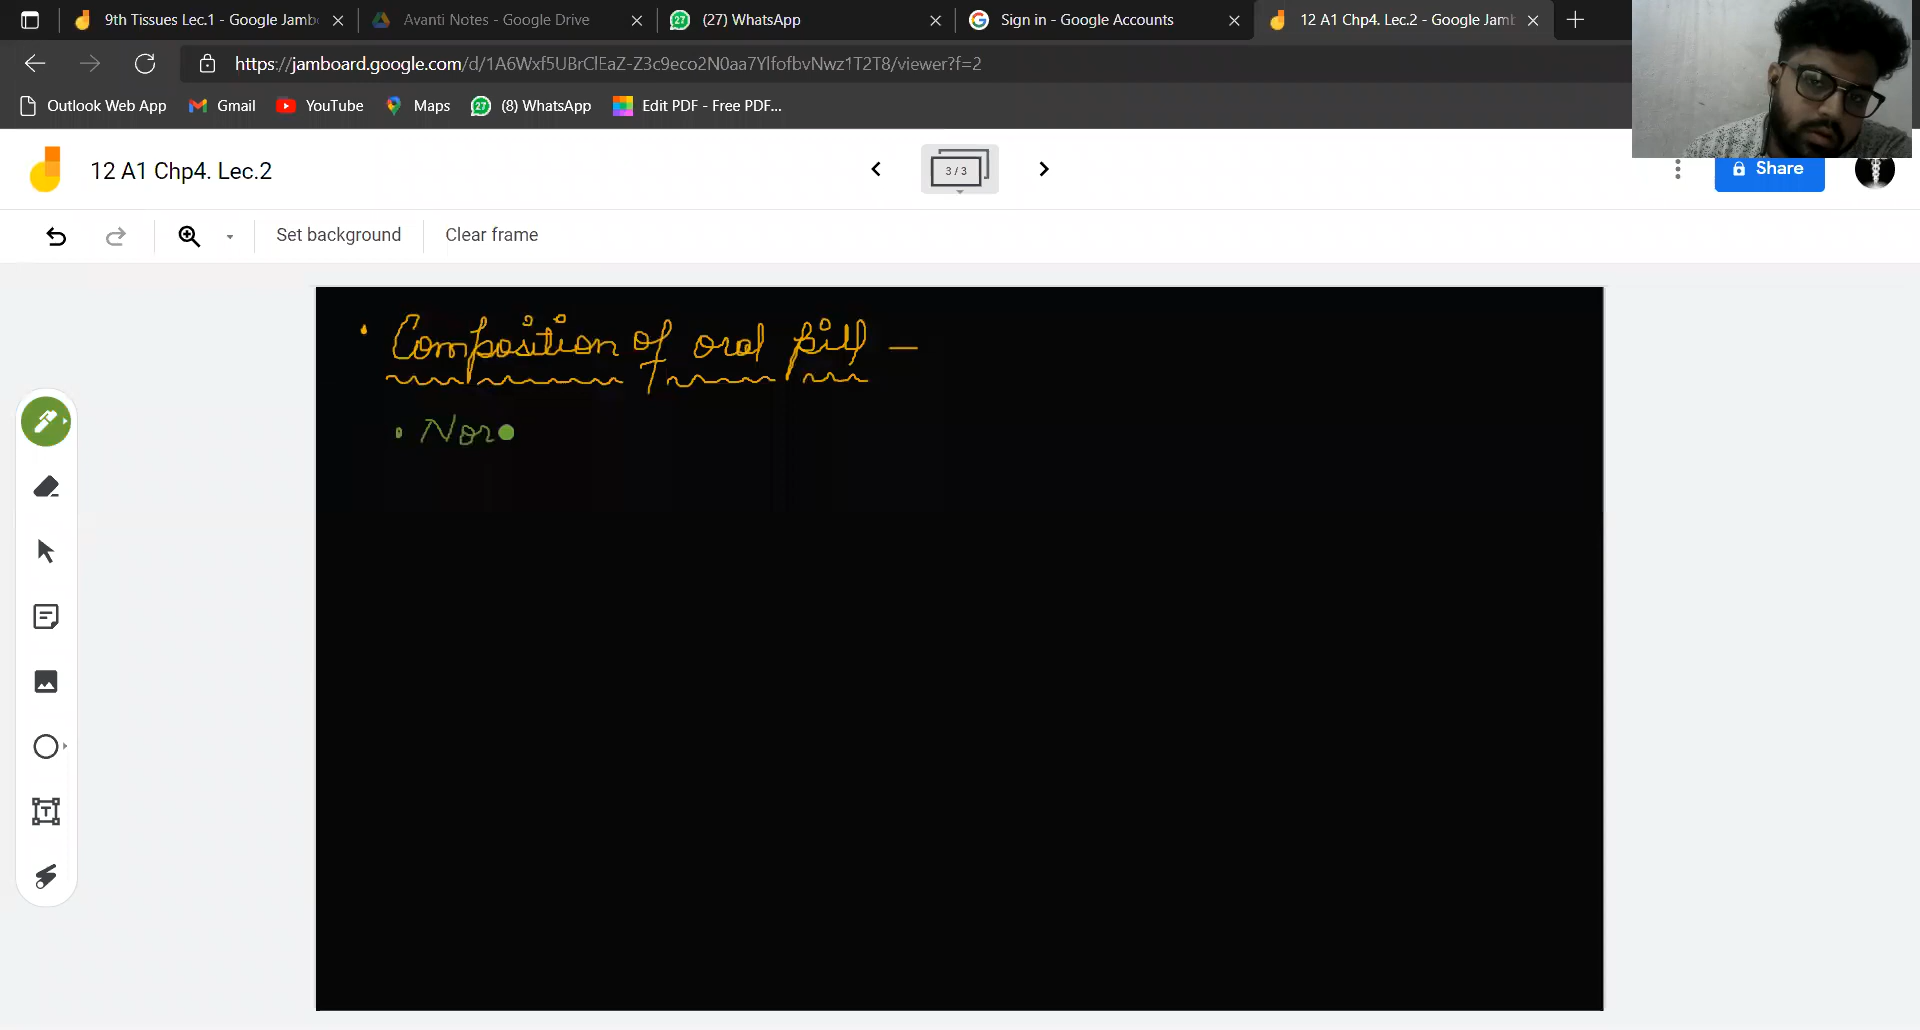 9th Tissues Lec.1 - Google Jamb
Avanti Notes - Google Drive
27 (27) WhatsApp
Sign in - Google Accounts
12 A1 Chp4. Lec.2 - Google Jamb
https://jamboard.google.com/d/1A6Wxf5UBrClEaZ-Z3c9eco2N0aa7YlfofbvNwz1T2T8/viewer?f=2
Outlook Web App
Gmail
YouTube
Maps
27 (8) WhatsApp
Edit PDF - Free PDF...
12 A1 Chp4. Lec.2
3 / 3
Share
Set background
Clear frame
• Composition of oral pill —
• Nor